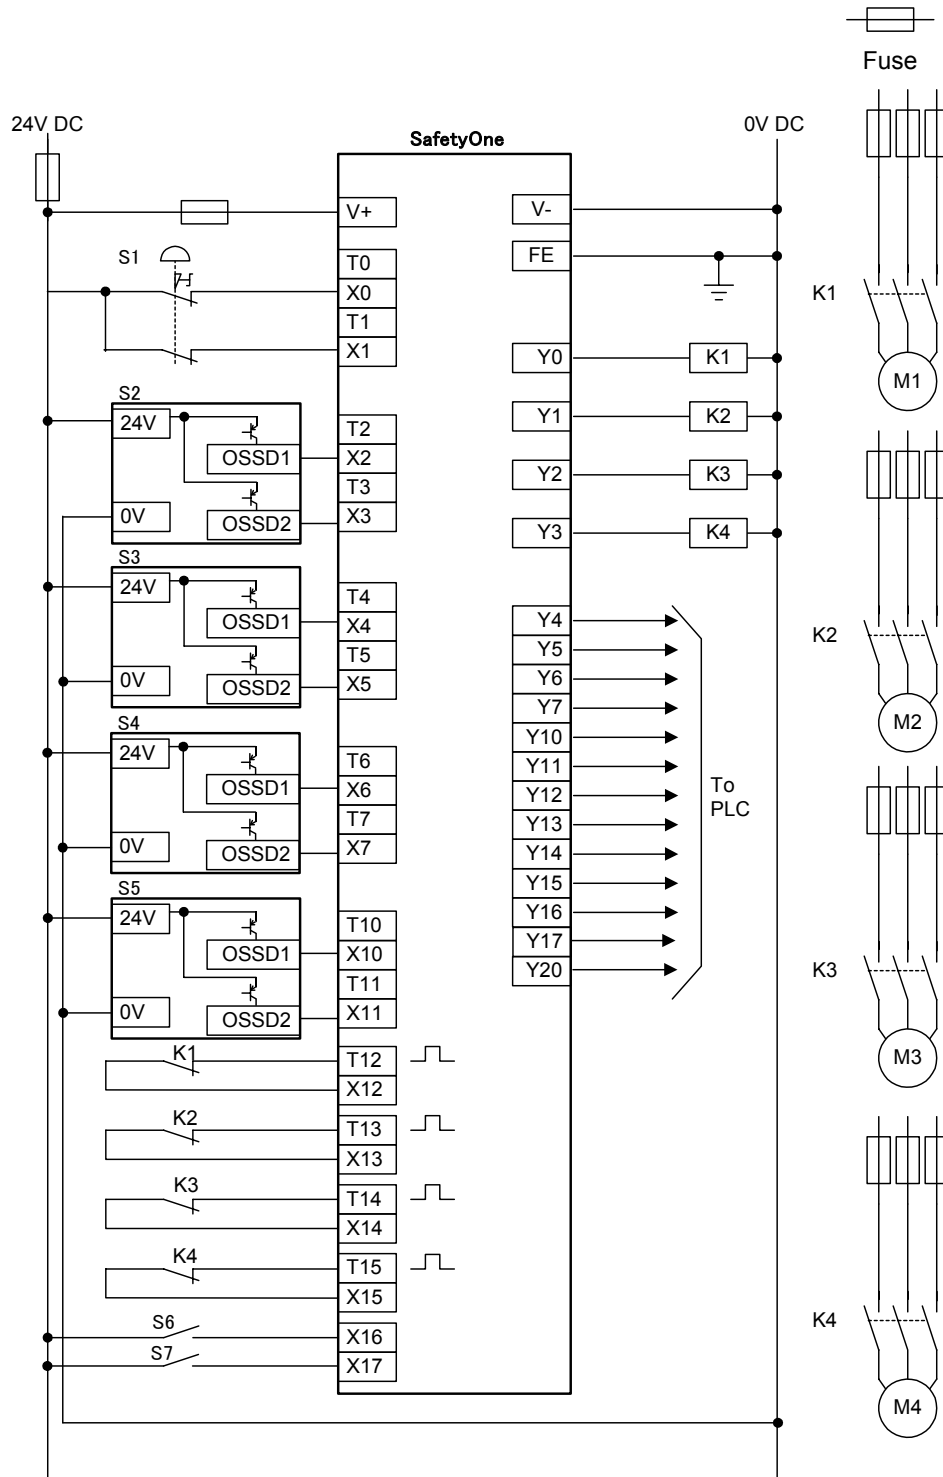 Fuse
24V DC
SafetyOne
0V DC
V+
V-
S1
T0
FE
X0
K1
T1
X1
Y0
K1
M1
S2
24V
T2
Y1
K2
OSSD1
X2
T3
Y2
K3
0V
OSSD2
X3
Y3
K4
S3
24V
T4
OSSD1
X4
Y4
K2
T5
Y5
0V
OSSD2
X5
Y6
Y7
M2
S4
24V
T6
Y10
OSSD1
X6
Y11
T7
Y12
To
PLC
0V
OSSD2
X7
Y13
Y14
S5
Y15
24V
T10
Y16
OSSD1
X10
Y17
T11
Y20
K3
0V
OSSD2
X11
K1
T12
M3
X12
K2
T13
X13
K3
T14
X14
K4
T15
X15
S6
X16
K4
S7
X17
M4